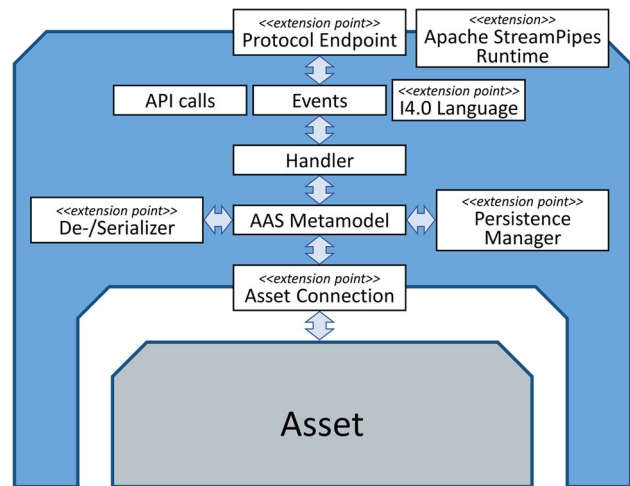 <<extension point>>
Protocol Endpoint
<<extension>>
Apache StreamPipes
Runtime
API calls
Events
<<extension point>>
I4.0 Language
Handler
<<extension point>>
De-/Serializer
AAS Metamodel
<<extension point>>
Persistence
Manager
<<extension point>>
Asset Connection
Asset